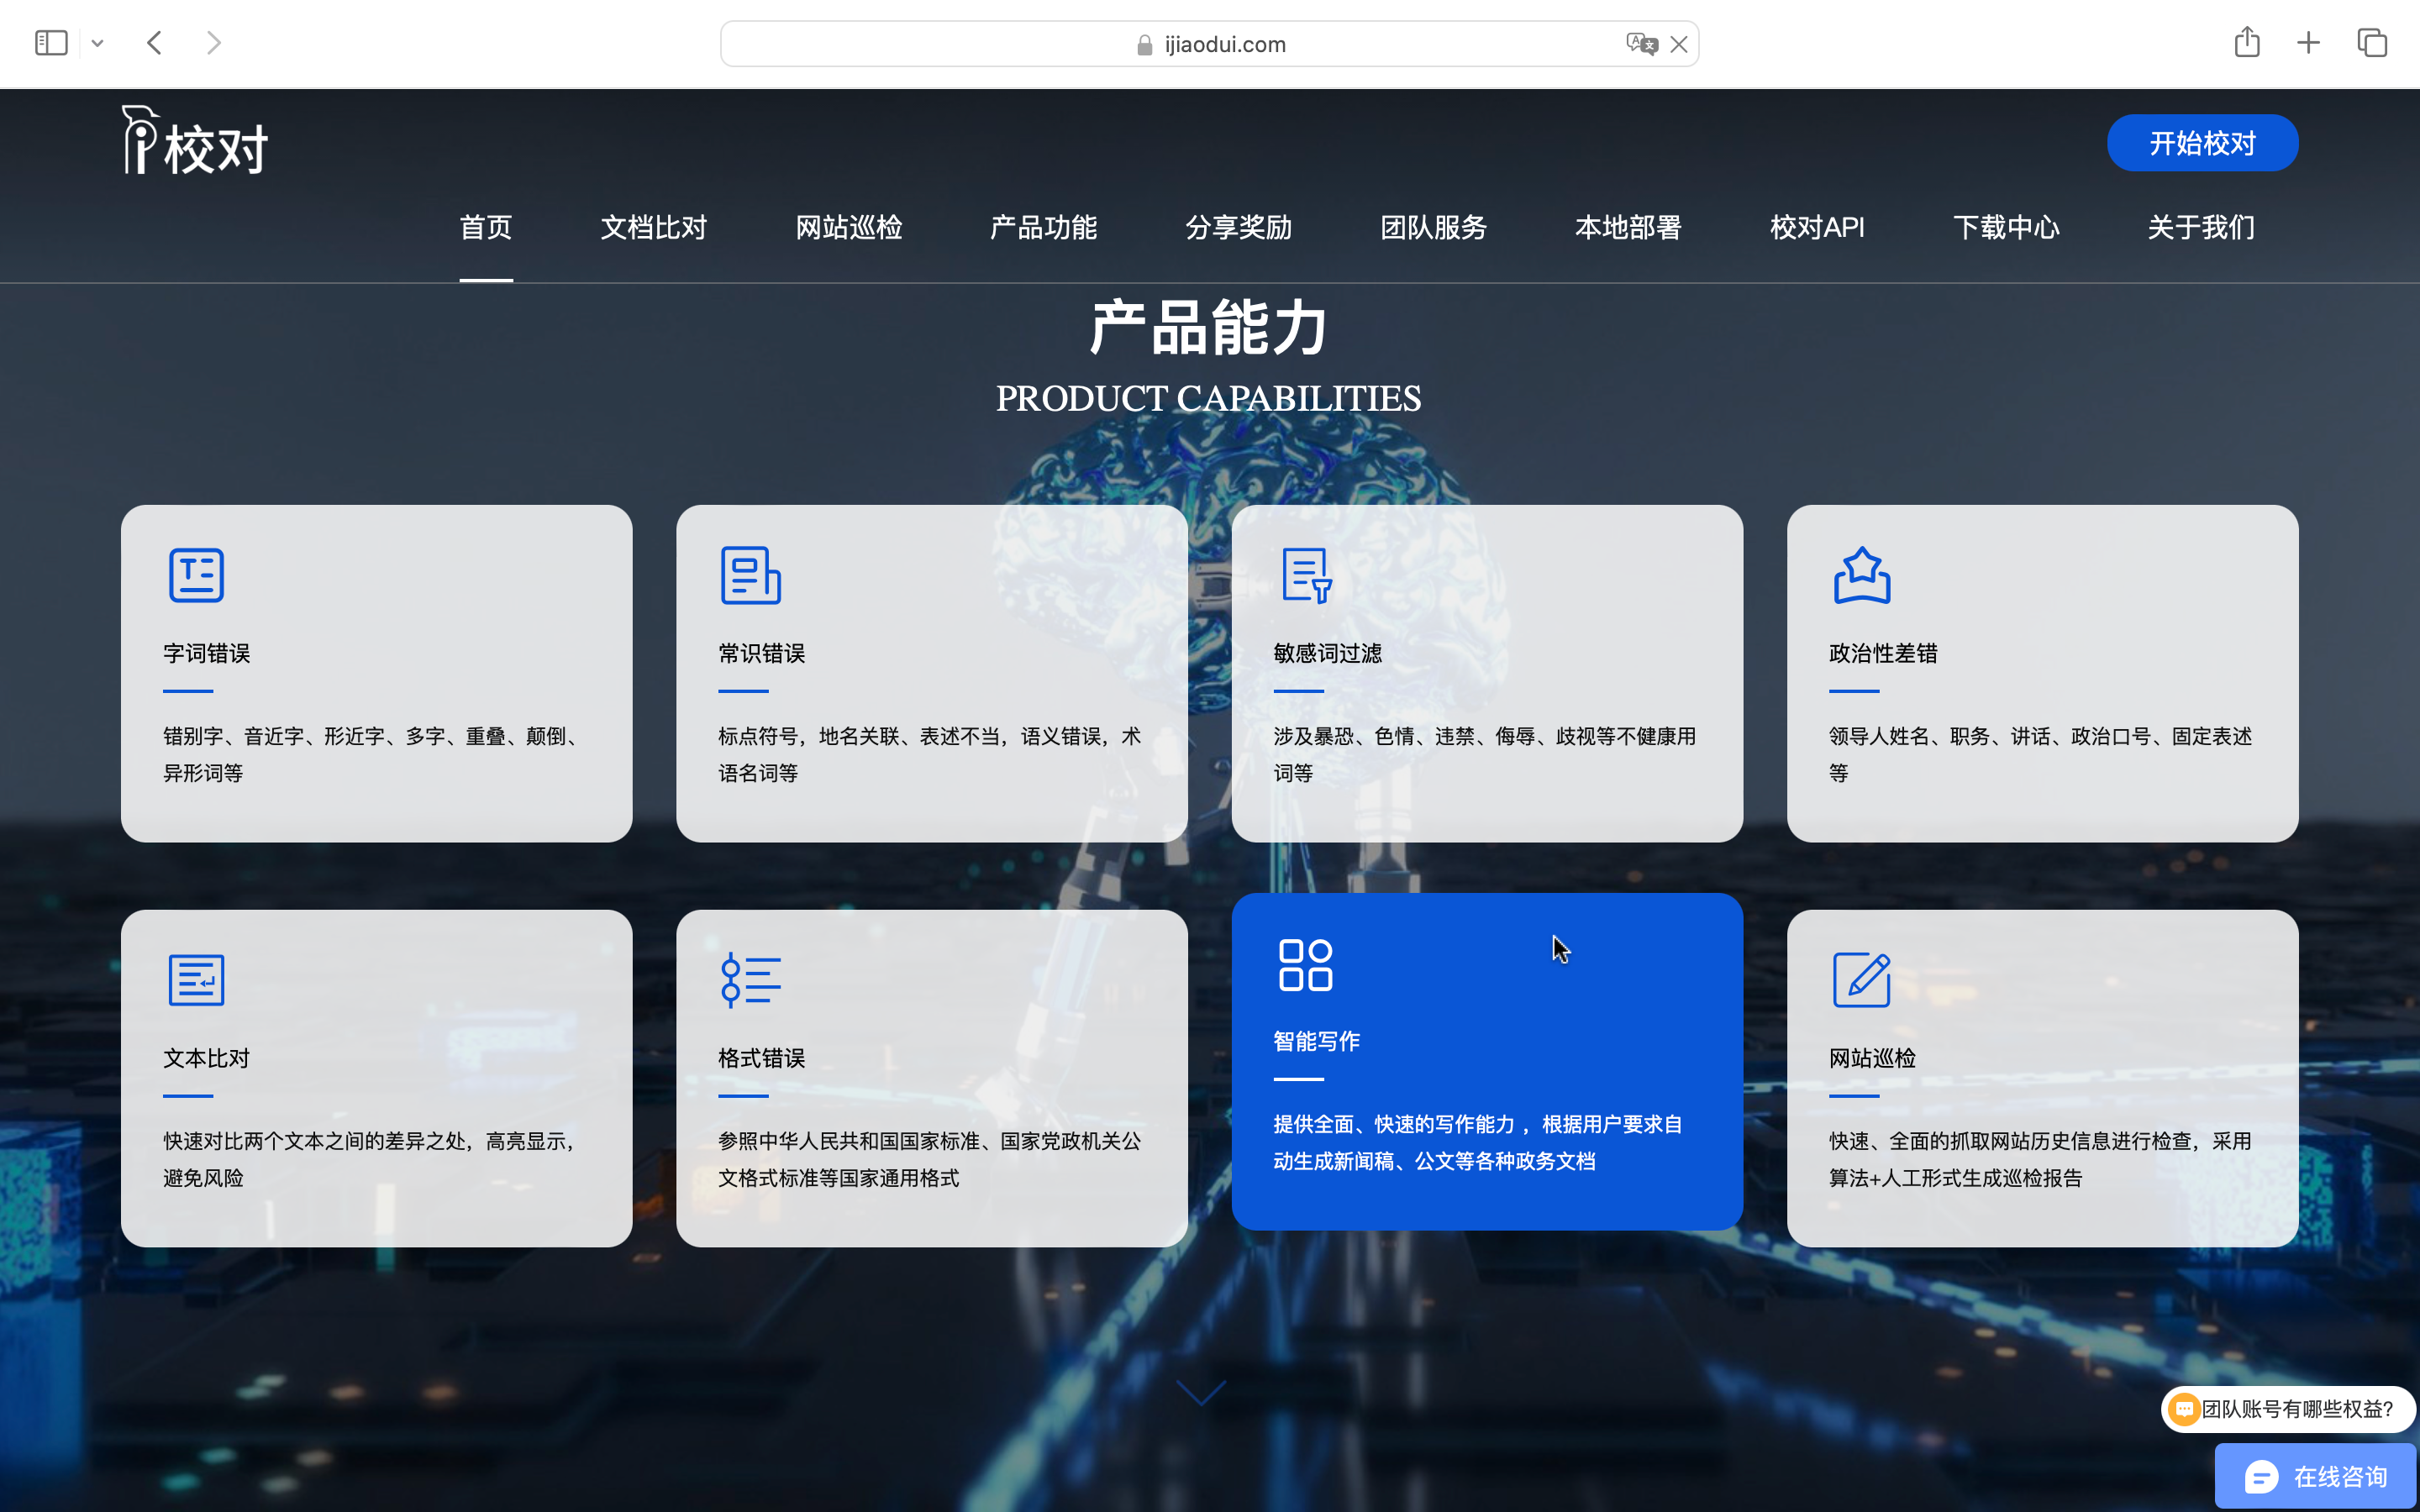 ijiaodui.com
校对
开始校对
首页 文档比对 网站巡检 产品功能 分享奖励 团队服务 本地部署 校对API 下载中心 关于我们
产品能力
PRODUCT CAPABILITIES
字词错误
错别字、音近字、形近字、多字、重叠、颠倒、
异形词等
常识错误
标点符号，地名关联、表述不当，语义错误，术
语名词等
敏感词过滤
涉及暴恐、色情、违禁、侮辱、歧视等不健康用
词等
政治性差错
领导人姓名、职务、讲话、政治口号、固定表述
等
文本比对
快速对比两个文本之间的差异之处，高亮显示，
避免风险
格式错误
参照中华人民共和国国家标准、国家党政机关公
文格式标准等国家通用格式
智能写作
提供全面、快速的写作能力 ，根据用户要求自
动生成新闻稿、公文等各种政务文档
网站巡检
快速、全面的抓取网站历史信息进行检查，采用
算法+人工形式生成巡检报告
团队账号有哪些权益?
在线咨询